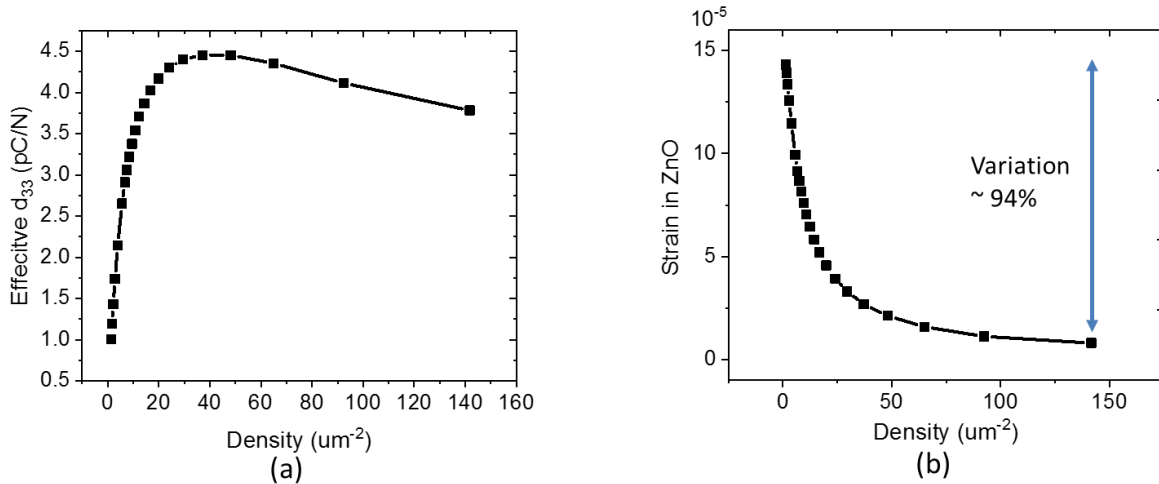 4.5
4.0
3.5
3.0
2.5
2.0
1.5
1.0
0.5
Effecitve d33 (pC/N)
0 20 40 60 80 100 120 140 160
Density (um-2)
(a)
10-5
15
10
5
0
Strain in ZnO
Variation
~ 94%
0 50 100 150
Density (um-2)
(b)